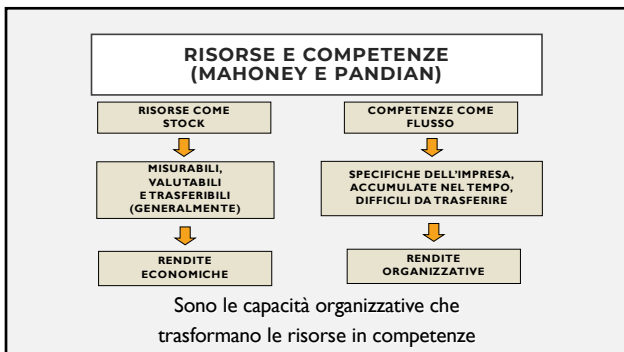 RISORSE E COMPETENZE
(MAHONEY E PANDIAN)
RISORSE COME
STOCK
MISURABILI,
VALUTABILI
E TRASFERIBILI
(GENERALMENTE)
RENDITE
ECONOMICHE
COMPETENZE COME
FLUSSO
SPECIFICHE DELL'IMPRESA,
ACCUMULATE NEL TEMPO,
DIFFICILI DA TRASFERIRE
RENDITE
ORGANIZZATIVE
Sono le capacità organizzative che
trasformano le risorse in competenze